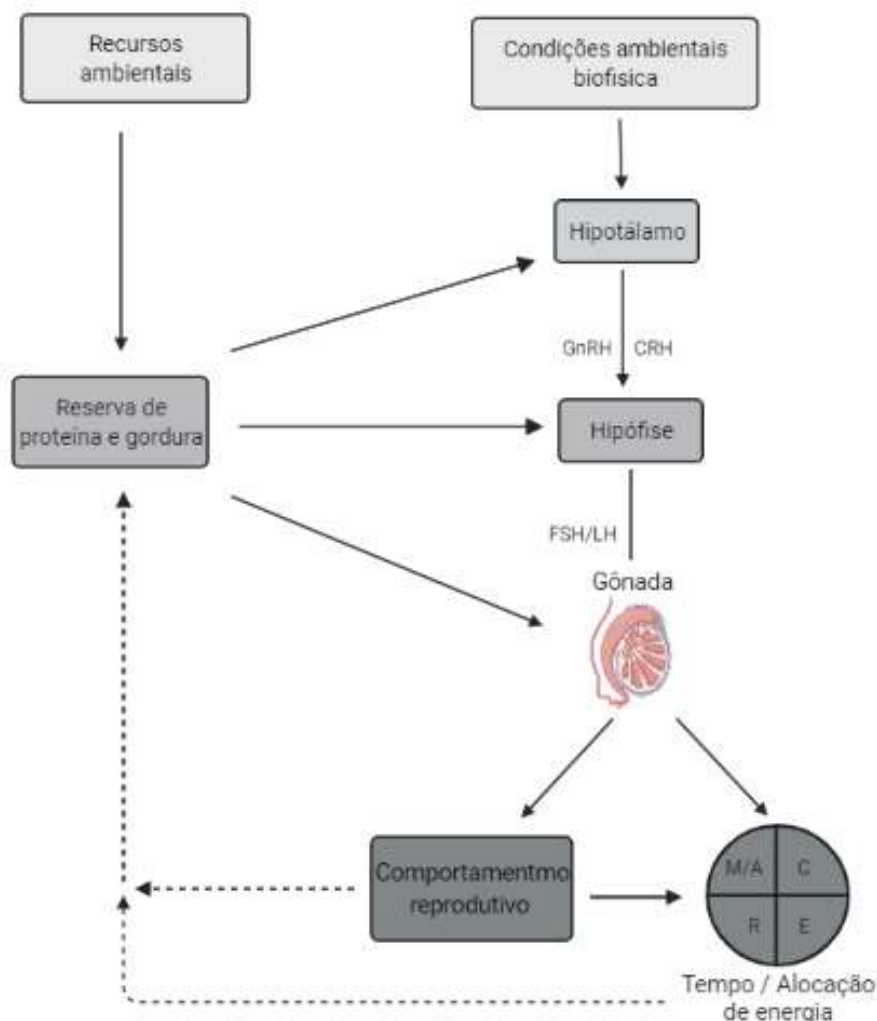 Recursos
ambientais
Condições ambientais
biofisica
Hipotálamo
GnRH
CRH
Reserva de
proteína e gordura
Hipófise
FSH/LH
Gônada
Comportamentmo
reprodutivo
M/A
C
R
E
Tempo / Alocação
de energia